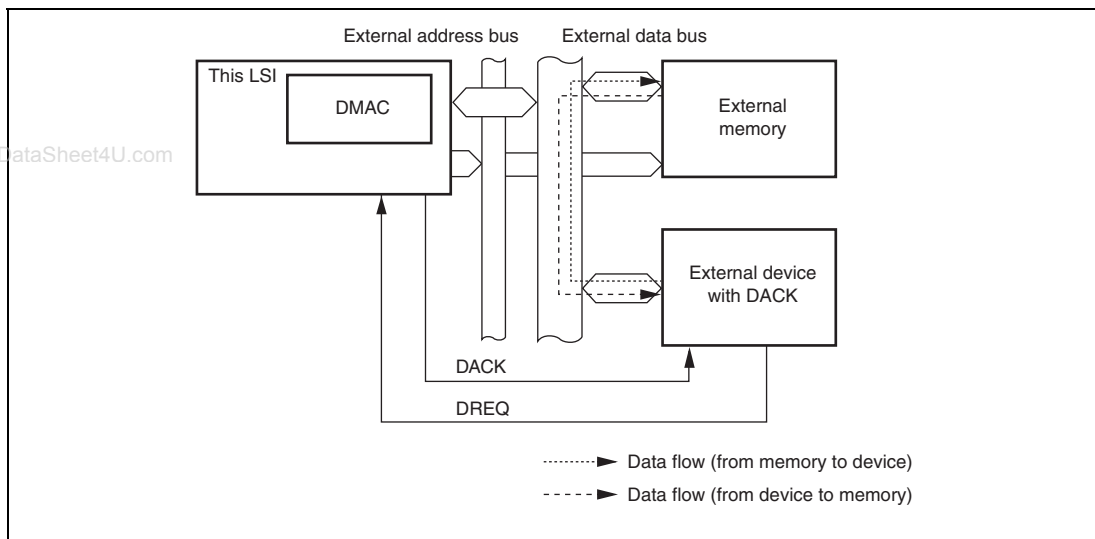 External address bus
External data bus
This LSI
DMAC
External
memory
DataSheet4U.com
External device
with DACK
DACK
DREQ
Data flow (from memory to device)
Data flow (from device to memory)